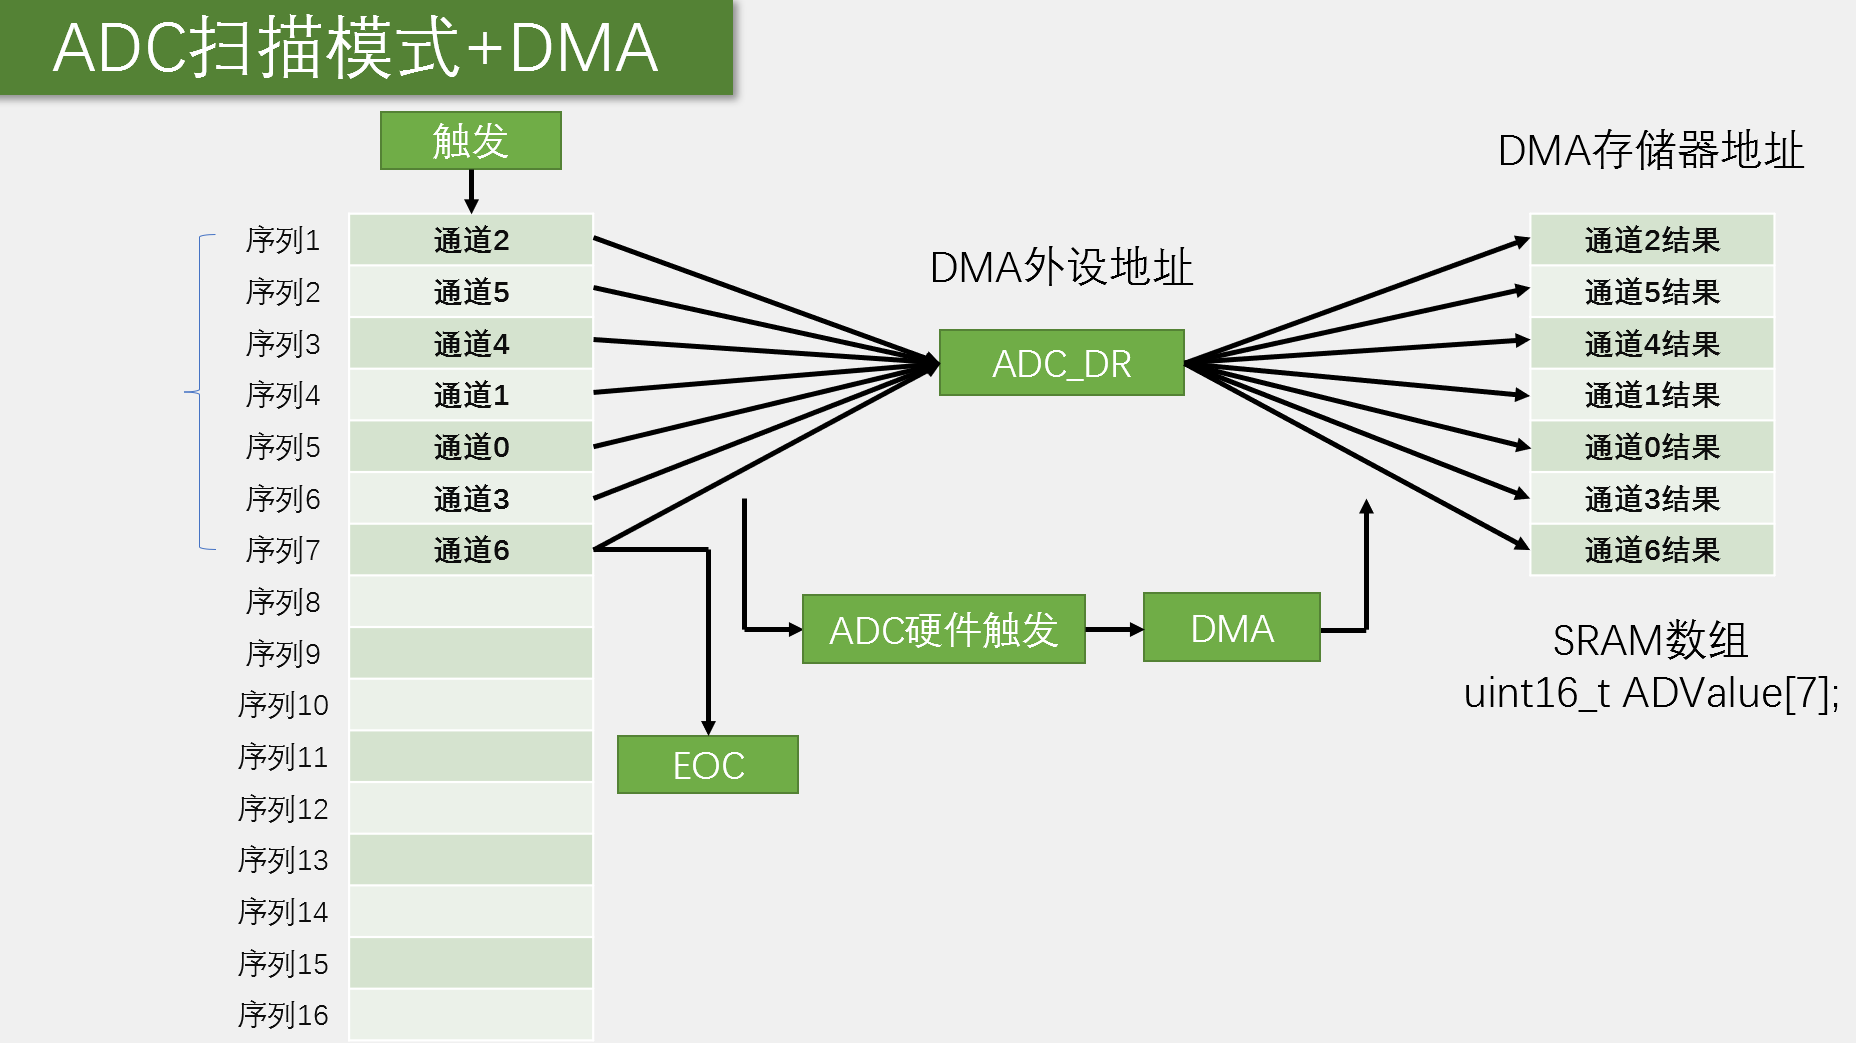 ADC扫描模式+DMA
触发
序列1
序列2
序列3
序列4
序列5
序列6
序列7
序列8
序列9
序列10
序列11
序列12
序列13
序列14
序列15
序列16
通道2
通道5
通道4
通道1
通道0
通道3
通道6
DMA外设地址
ADC_DR
ADC硬件触发
DMA
EOC
DMA存储器地址
通道2结果
通道5结果
通道4结果
通道1结果
通道0结果
通道3结果
通道6结果
SRAM数组
uint16_t ADValue[7];